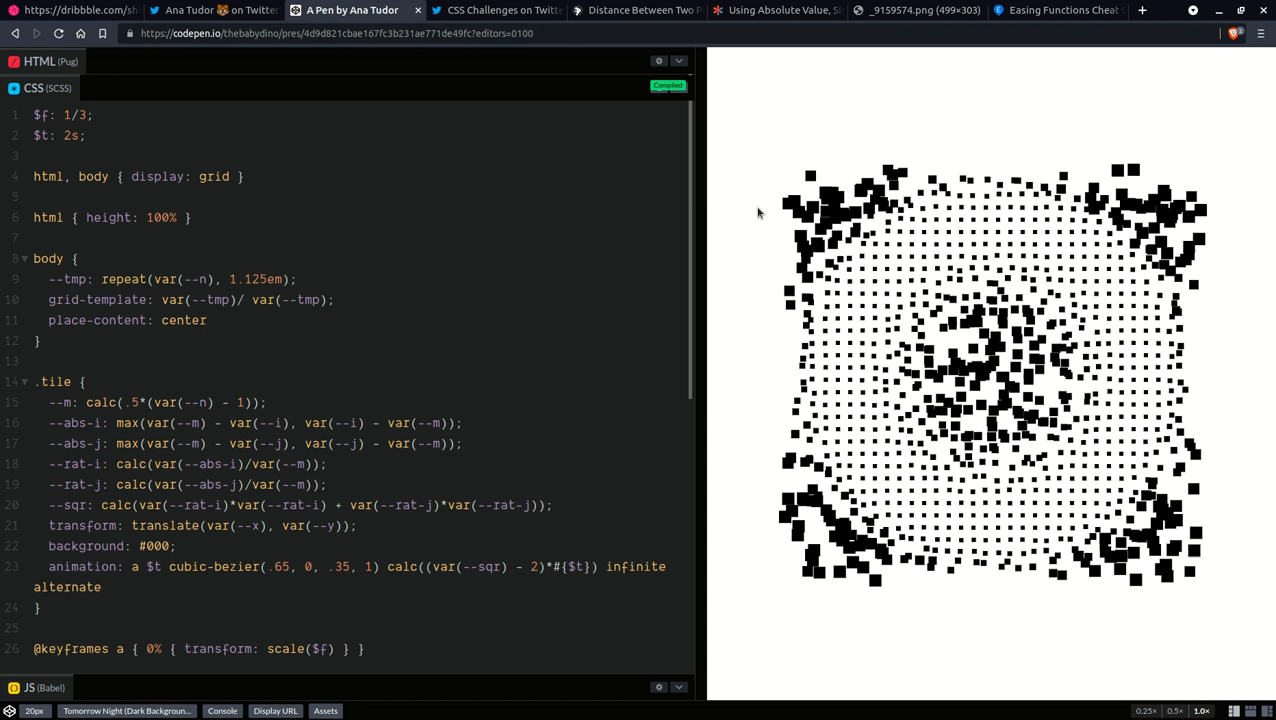 https://dribbble.com/sh
Ana Tudor 🐻 on Twitter
A Pen by Ana Tudor
CSS Challenges on Twitte
Distance Between Two P
Using Absolute Value, Si
_9159574.png (499×303)
Easing Functions Cheat S
https://codepen.io/thebabydino/pres/4d9d821cbae167fc3b231ae771de49fc?editors=0100
HTML (Pug)
CSS (SCSS)
Compiled
1 $f: 1/3;
2 $t: 2s;
3
4 html, body { display: grid }
5
6 html { height: 100% }
7
8 body {
9 --tmp: repeat(var(--n), 1.125em);
10 grid-template: var(--tmp)/ var(--tmp);
11 place-content: center
12 }
13
14 .tile {
15 --m: calc(.5*(var(--n) - 1));
16 --abs-i: max(var(--m) - var(--i), var(--i) - var(--m));
17 --abs-j: max(var(--m) - var(--j), var(--j) - var(--m));
18 --rat-i: calc(var(--abs-i)/var(--m));
19 --rat-j: calc(var(--abs-j)/var(--m));
20 --sqr: calc(var(--rat-i)*var(--rat-i) + var(--rat-j)*var(--rat-j));
21 transform: translate(var(--x), var(--y));
22 background: #000;
23 animation: a $t cubic-bezier(.65, 0, .35, 1) calc((var(--sqr) - 2)*#{$t}) infinite
alternate
24 }
25
26 @keyframes a { 0% { transform: scale($f) } }
JS (Babel)
20px
Tomorrow Night (Dark Backgroun...
Console
Display URL
Assets
0.25×
0.5×
1.0×